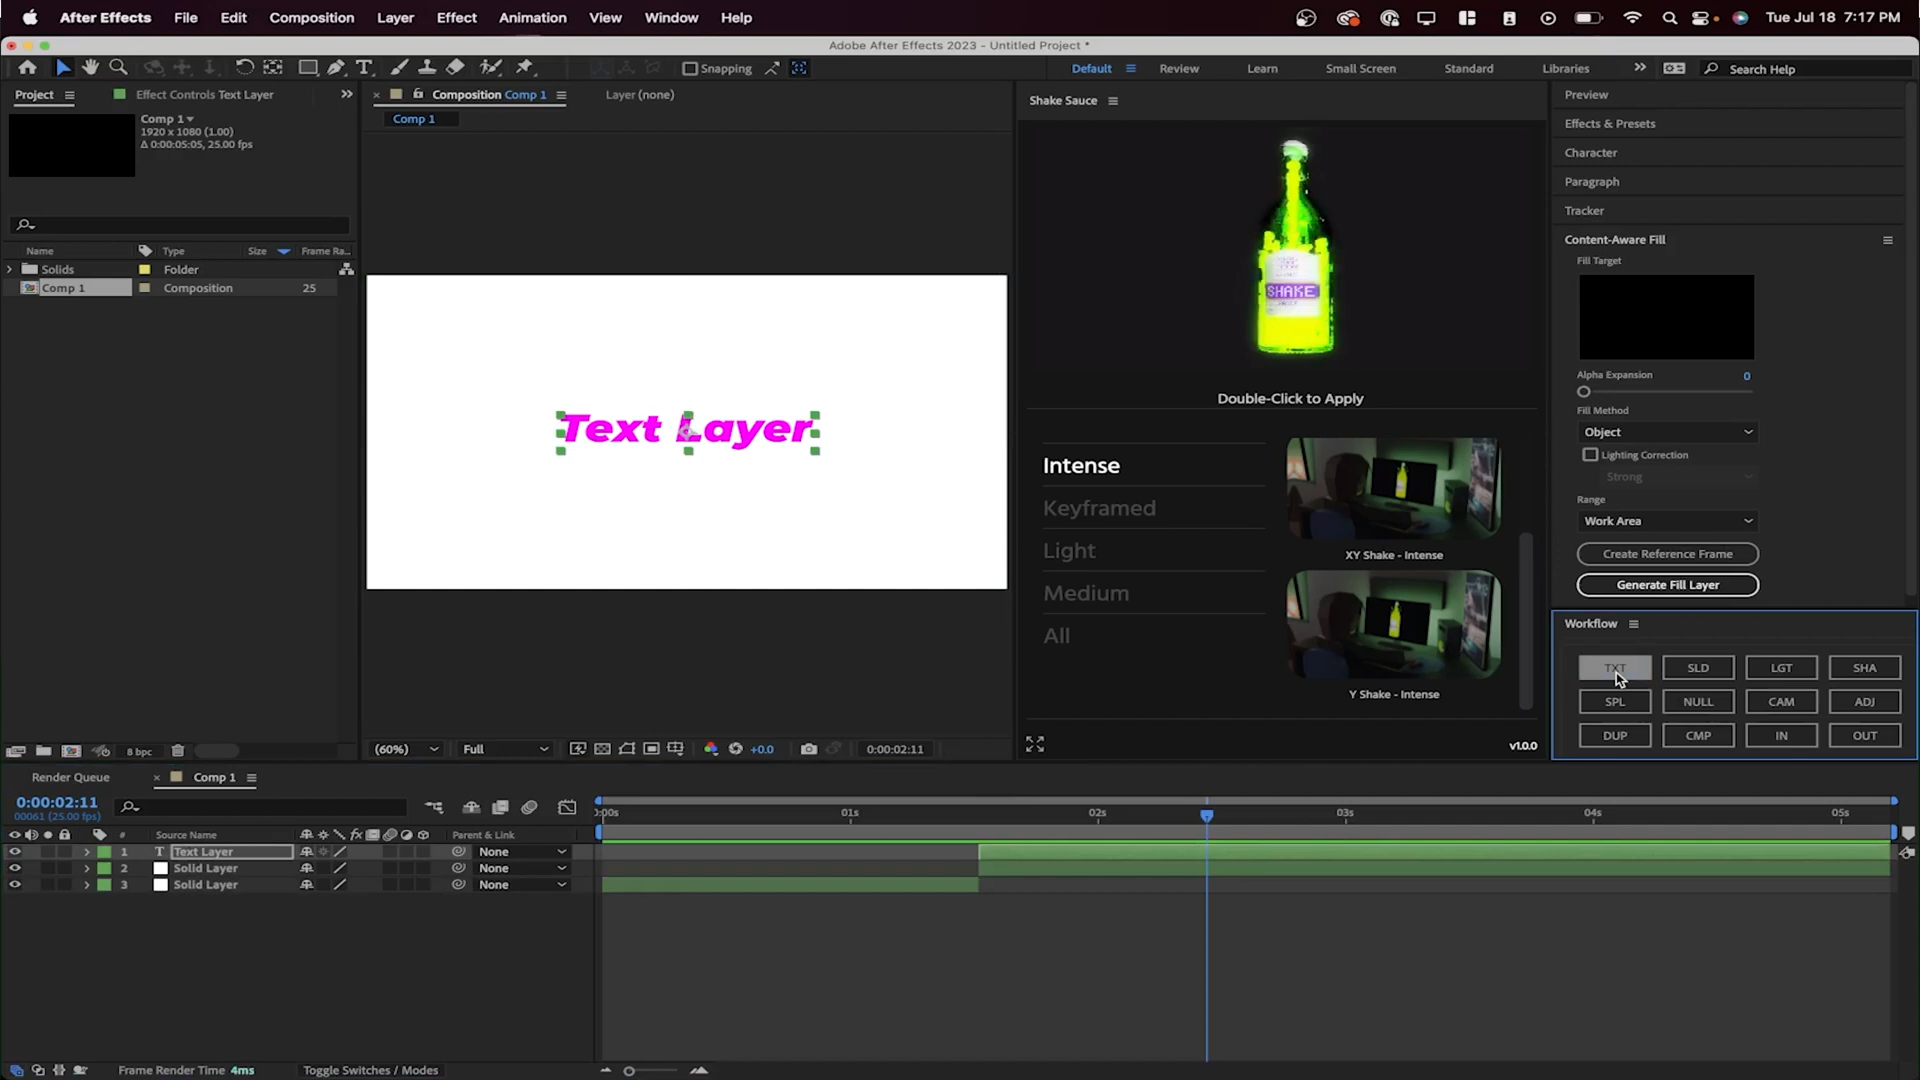 After Effects File Edit Composition Layer Effect Animation View Window Help Tue Jul 18 7:17 PM
Adobe After Effects 2023 - Untitled Project *
Snapping Default Review Learn Small Screen Standard Libraries Search Help
Project Effect Controls Text Layer
Comp 1
1920 x 1080 (1.00)
Δ 0:00:05:05, 25.00 fps
Name Type Size Frame Ra...
Solids Folder
Comp 1 Composition 25
8 bpc
Composition Comp 1 Layer (none)
Comp 1
Text Layer
(60%) Full +0.0 0:00:02:11
Shake Sauce
SHAKE
Double-Click to Apply
Intense
Keyframed
Light
Medium
All
XY Shake - Intense
Y Shake - Intense
v1.0.0
Preview
Effects & Presets
Character
Paragraph
Tracker
Content-Aware Fill
Fill Target
Alpha Expansion 0
Fill Method
Object
Lighting Correction
Strong
Range
Work Area
Create Reference Frame
Generate Fill Layer
Workflow
TXT SLD LGT SHA
SPL NULL CAM ADJ
DUP CMP IN OUT
Render Queue Comp 1
0:00:02:11
00061 (25.00 fps)
# Source Name Parent & Link
1 T Text Layer None
2 Solid Layer None
3 Solid Layer None
:00s 01s 02s 03s 04s 05s
Frame Render Time 4ms Toggle Switches / Modes